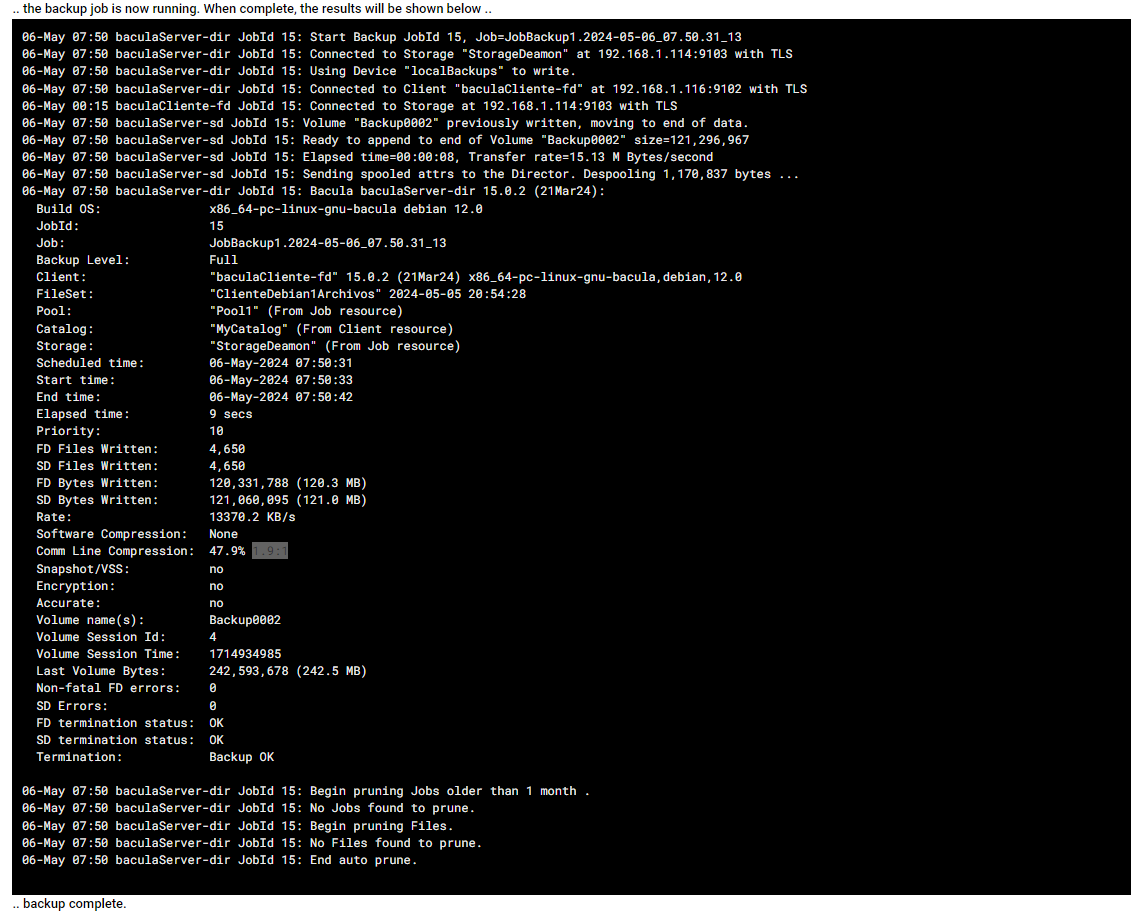 .. the backup job is now running. When complete, the results will be shown below ..
06-May 07:50 baculaServer-dir JobId 15: Start Backup JobId 15, Job=JobBackup1.2024-05-06_07.50.31_13
06-May 07:50 baculaServer-dir JobId 15: Connected to Storage "StorageDeamon" at 192.168.1.114:9103 with TLS
06-May 07:50 baculaServer-dir JobId 15: Using Device "localBackups" to write.
06-May 07:50 baculaServer-dir JobId 15: Connected to Client "baculaCliente-fd" at 192.168.1.116:9102 with TLS
06-May 00:15 baculaCliente-fd JobId 15: Connected to Storage at 192.168.1.114:9103 with TLS
06-May 07:50 baculaServer-sd JobId 15: Volume "Backup0002" previously written, moving to end of data.
06-May 07:50 baculaServer-sd JobId 15: Ready to append to end of Volume "Backup0002" size=121,296,967
06-May 07:50 baculaServer-sd JobId 15: Elapsed time=00:00:08, Transfer rate=15.13 M Bytes/second
06-May 07:50 baculaServer-sd JobId 15: Sending spooled attrs to the Director. Despooling 1,170,837 bytes ...
06-May 07:50 baculaServer-dir JobId 15: Bacula baculaServer-dir 15.0.2 (21Mar24):
Build OS: x86_64-pc-linux-gnu-bacula debian 12.0
JobId: 15
Job: JobBackup1.2024-05-06_07.50.31_13
Backup Level: Full
Client: "baculaCliente-fd" 15.0.2 (21Mar24) x86_64-pc-linux-gnu-bacula,debian,12.0
FileSet: "ClienteDebian1Archivos" 2024-05-05 20:54:28
Pool: "Pool1" (From Job resource)
Catalog: "MyCatalog" (From Client resource)
Storage: "StorageDeamon" (From Job resource)
Scheduled time: 06-May-2024 07:50:31
Start time: 06-May-2024 07:50:33
End time: 06-May-2024 07:50:42
Elapsed time: 9 secs
Priority: 10
FD Files Written: 4,650
SD Files Written: 4,650
FD Bytes Written: 120,331,788 (120.3 MB)
SD Bytes Written: 121,060,095 (121.0 MB)
Rate: 13370.2 KB/s
Software Compression: None
Comm Line Compression: 47.9% 1.9:1
Snapshot/VSS: no
Encryption: no
Accurate: no
Volume name(s): Backup0002
Volume Session Id: 4
Volume Session Time: 1714934985
Last Volume Bytes: 242,593,678 (242.5 MB)
Non-fatal FD errors: 0
SD Errors: 0
FD termination status: OK
SD termination status: OK
Termination: Backup OK
06-May 07:50 baculaServer-dir JobId 15: Begin pruning Jobs older than 1 month .
06-May 07:50 baculaServer-dir JobId 15: No Jobs found to prune.
06-May 07:50 baculaServer-dir JobId 15: Begin pruning Files.
06-May 07:50 baculaServer-dir JobId 15: No Files found to prune.
06-May 07:50 baculaServer-dir JobId 15: End auto prune.
.. backup complete.